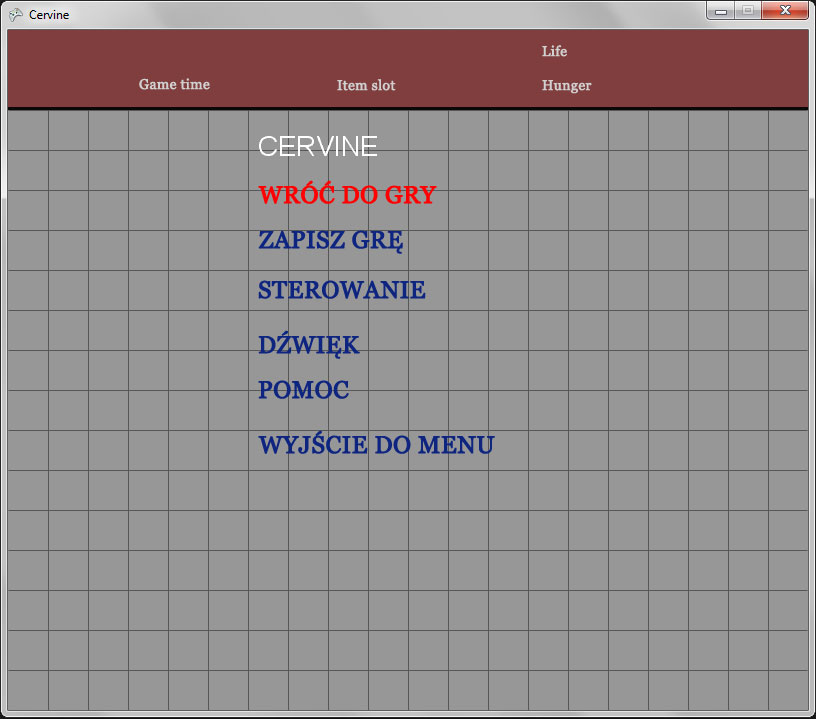 Cervine
Life
Game time
Item slot
Hunger
CERVINE
WRÓĆ DO GRY
ZAPISZ GRĘ
STEROWANIE
DŹWIĘK
POMOC
WYJŚCIE DO MENU